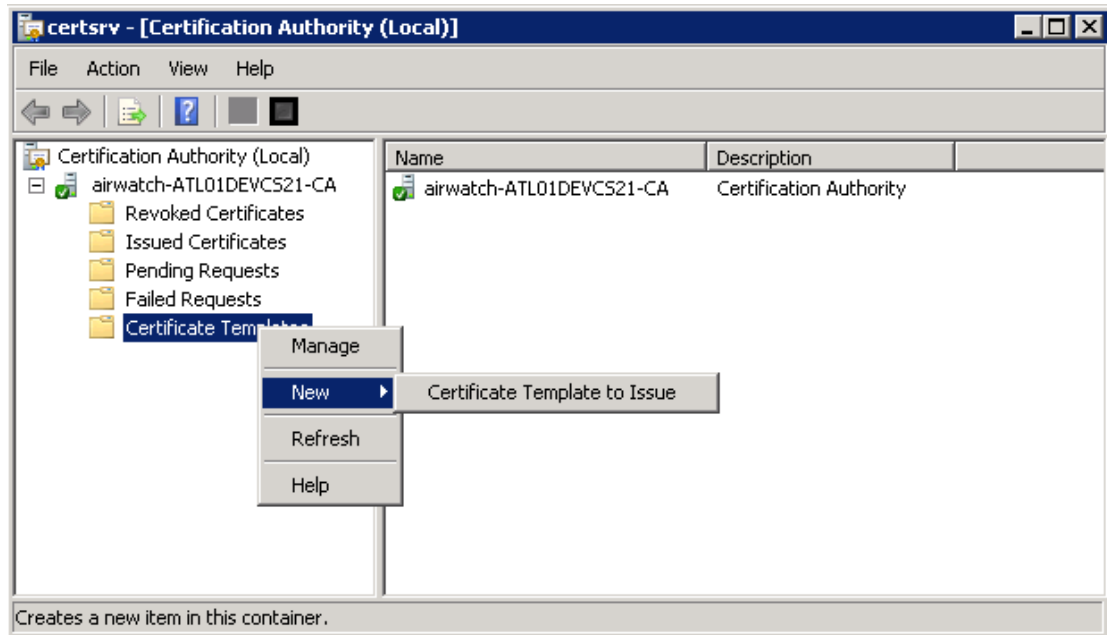 certsrv - [Certification Authority (Local)]
File Action View Help
Certification Authority (Local)
airwatch-ATL01DEVCS21-CA
Revoked Certificates
Issued Certificates
Pending Requests
Failed Requests
Certificate
Manage
New
Certificate Template to Issue
Refresh
Help
Name Description
airwatch-ATL01DEVCS21-CA Certification Authority
Creates a new item in this container.